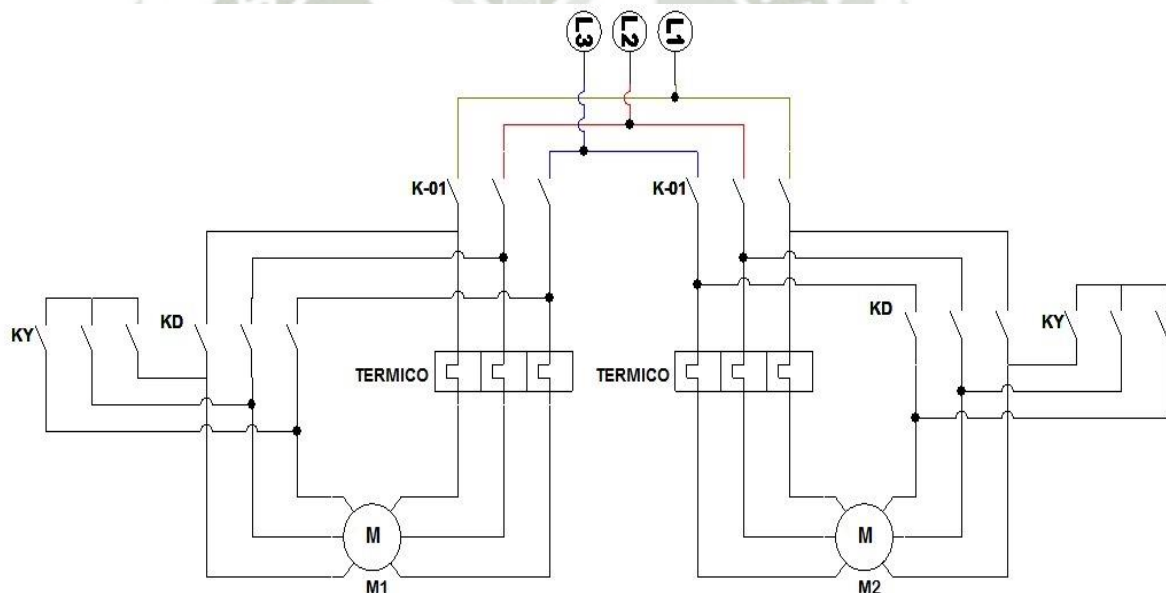 L3 L2 L1
K-01 K-01
KY KD KD KY
TERMICO TERMICO
M M
M1 M2